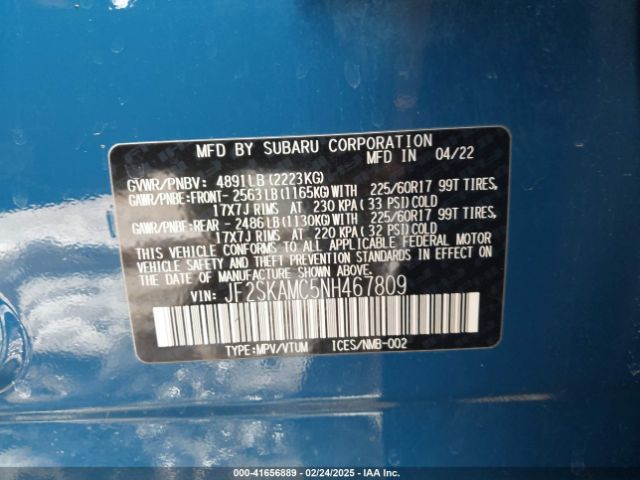 MFD BY SUBARU CORPORATION
MFD IN 04/22
GVWR/PNBV: 4891LB(2223KG)
GAWR/PNBE:FRONT- 2563LB(1165KG)WITH 225/60R17 99T TIRES,
17X7J RIMS AT 230 KPA(33 PSI)COLD
GAWR/PNBE:REAR - 2486LB(1130KG)WITH 225/60R17 99T TIRES,
17X7J RIMS AT 220 KPA(32 PSI)COLD
THIS VEHICLE CONFORMS TO ALL APPLICABLE FEDERAL MOTOR
VEHICLE SAFETY AND BUMPER STANDARDS IN EFFECT ON
THE DATE OF MANUFACTURE SHOWN ABOVE.
VIN: JF2SKAMC5NH467809
TYPE:MPV/VTUM ICES/NMB-002
000-41656889 - 02/24/2025 - IAA Inc.